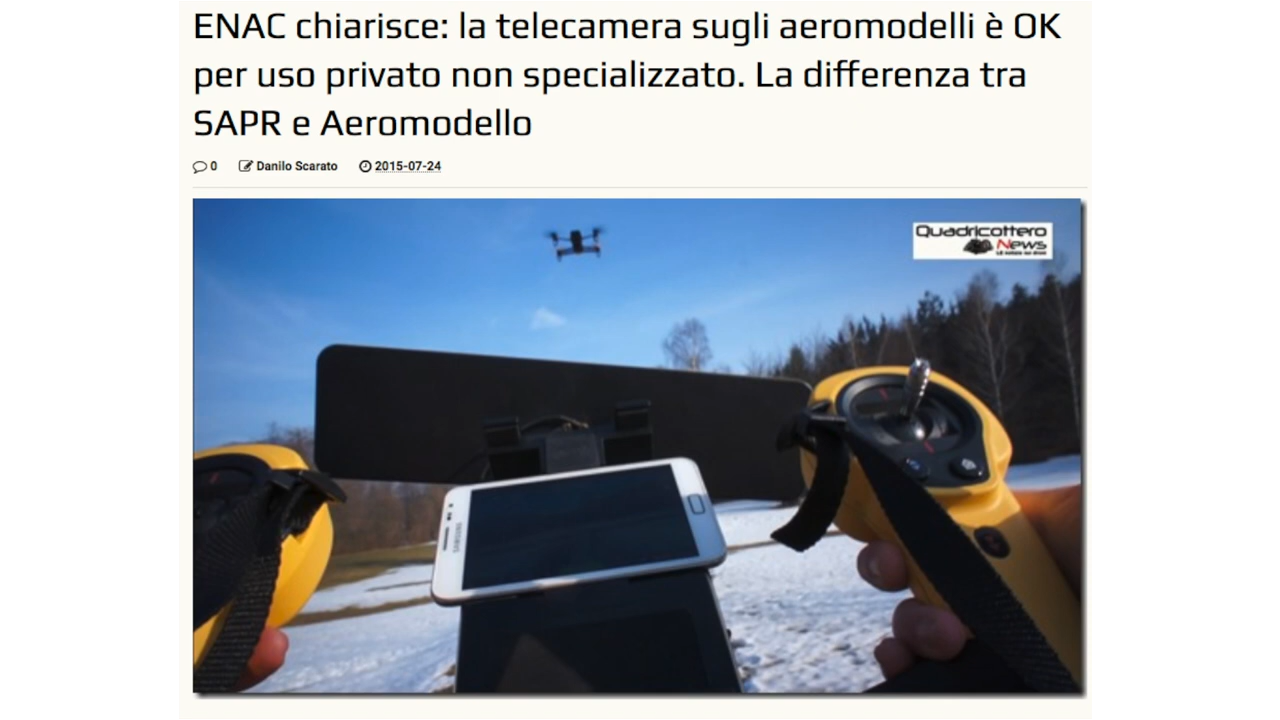 ENAC chiarisce: la telecamera sugli aeromodelli è OK
per uso privato non specializzato. La differenza tra
SAPR e Aeromodello
0 Danilo Scarato 2015-07-24
Quadricottero
News
SAMSUNG